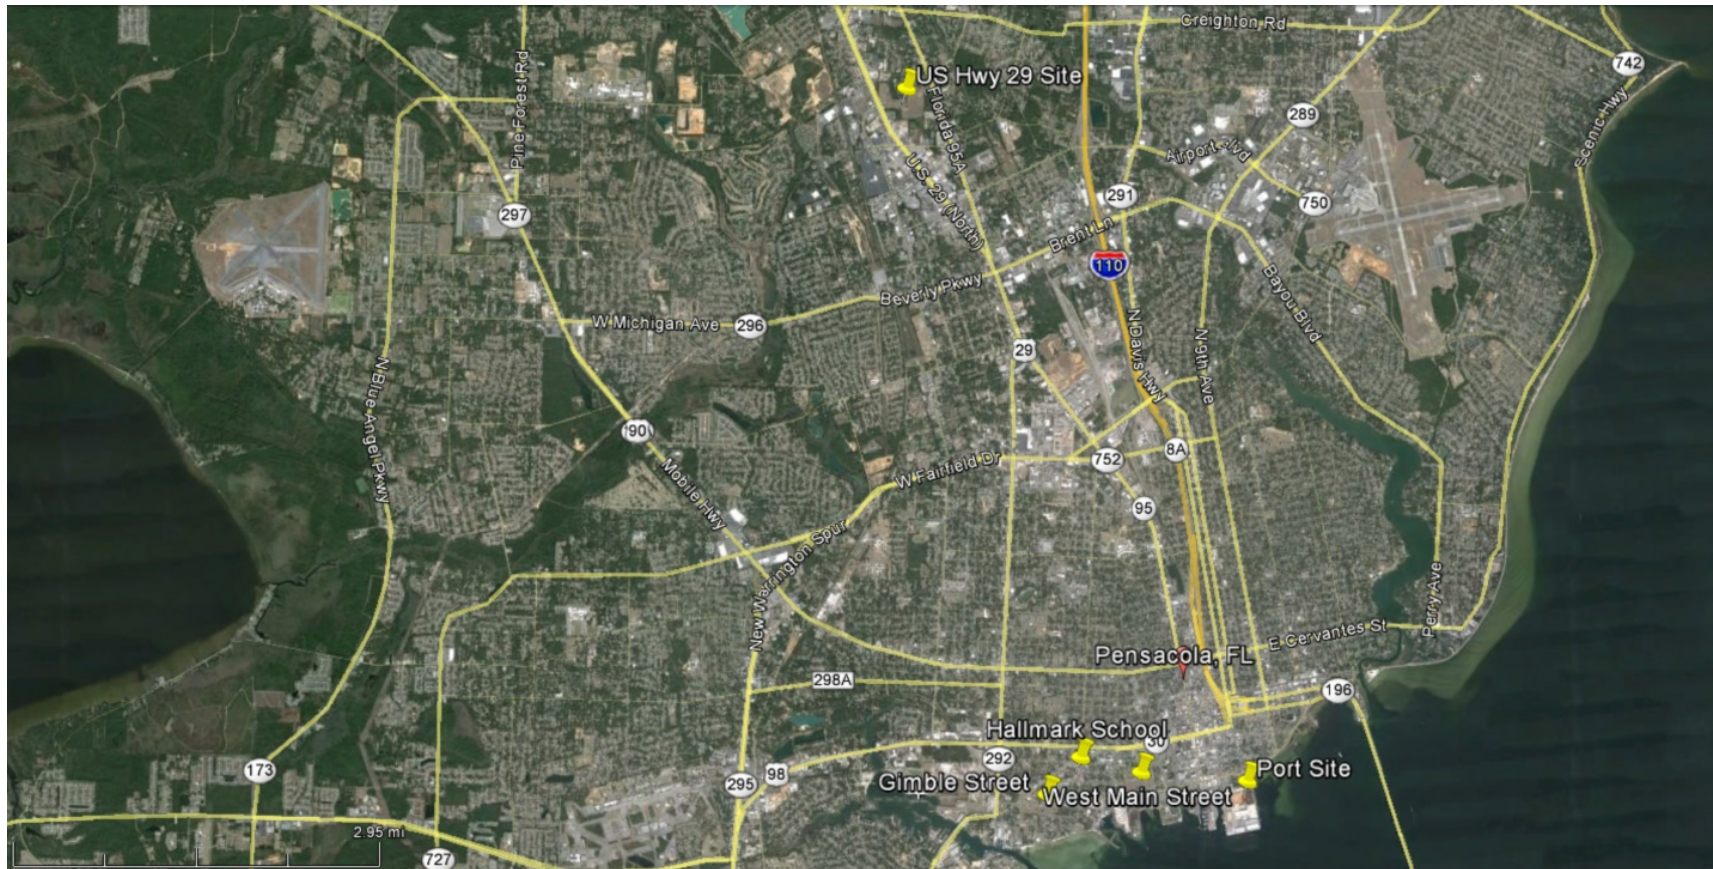 Creighton Rd
742
US Hwy 29 Site
Pine Forest Rd
Florida 95A
289
Scenic Hwy
Airport Blvd
U.S. 29 (North)
291
750
297
Brent Ln
110
Beverly Pkwy
Bayou Blvd
W Michigan Ave
296
N Davis Hwy
N 9th Ave
29
N Blue Angel Pkwy
90
8A
752
W Fairfield Dr
Mobile Hwy
95
New Warrington Spur
Perry Ave
E Cervantes St
Pensacola, FL
298A
196
Hallmark School
30
292
173
98
295
Gimble Street
Port Site
West Main Street
2.95 mi
727